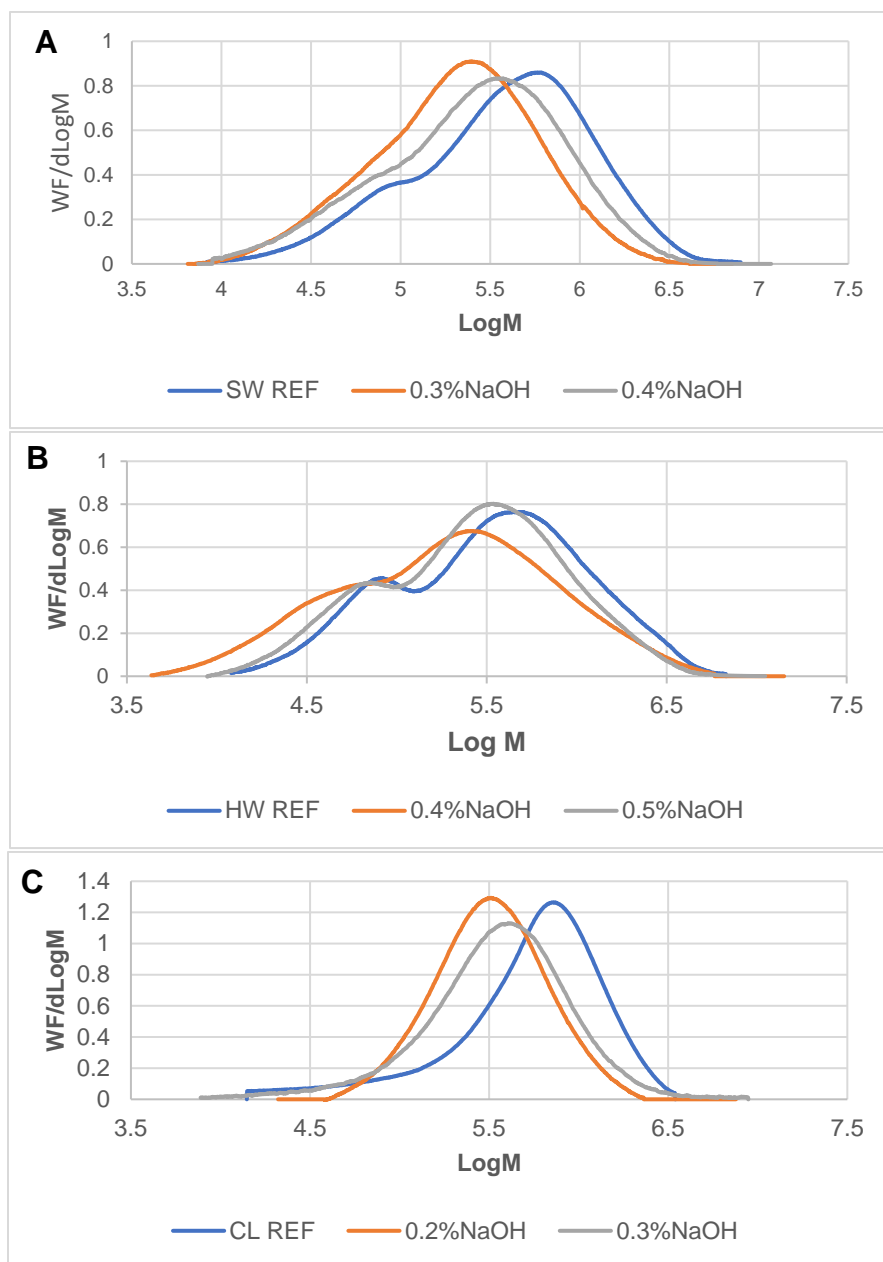 A
WF/dLogM
1
0.8
0.6
0.4
0.2
0
3.5 4 4.5 5 5.5 6 6.5 7 7.5
LogM
SW REF 0.3%NaOH 0.4%NaOH
B
WF/dLogM
1
0.8
0.6
0.4
0.2
0
3.5 4.5 5.5 6.5 7.5
Log M
HW REF 0.4%NaOH 0.5%NaOH
C
WF/dLogM
1.4
1.2
1
0.8
0.6
0.4
0.2
0
3.5 4.5 5.5 6.5 7.5
LogM
CL REF 0.2%NaOH 0.3%NaOH